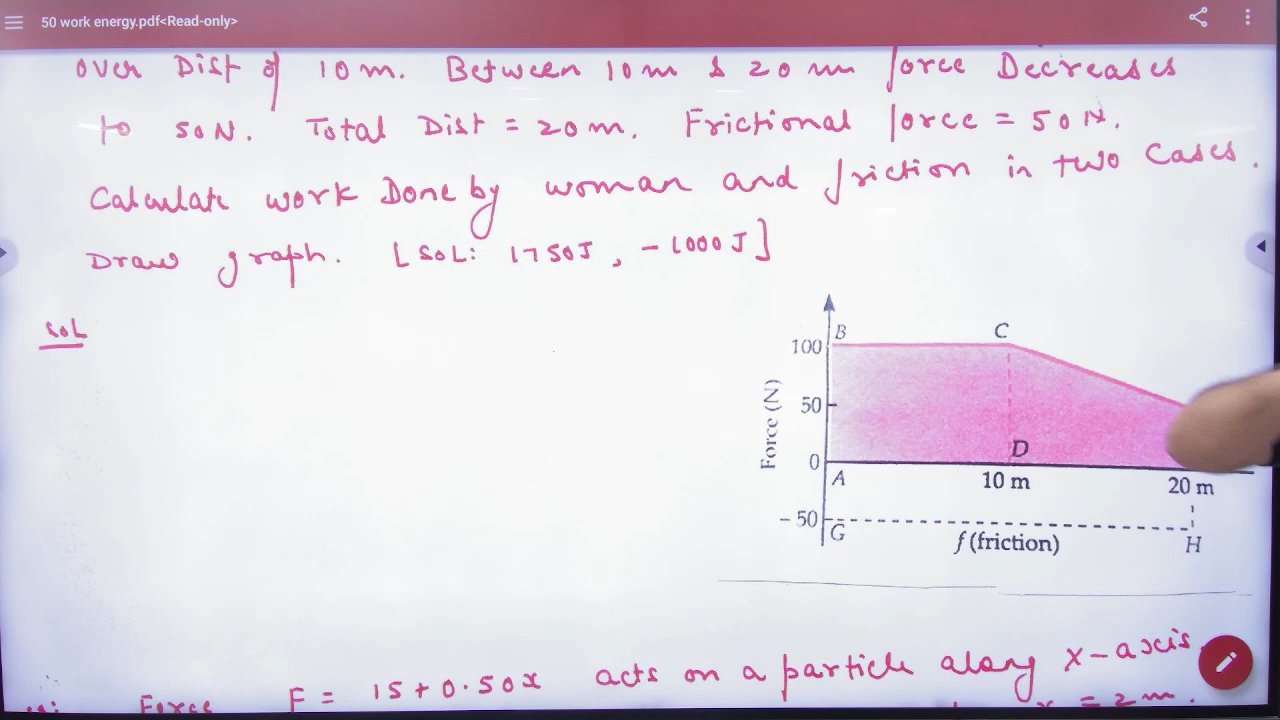 50 work energy.pdf<Read-only>
over Dist of 10 m. Between 10 m & 20 m force Decreases
to 50 N. Total Dist = 20 m. Frictional force = 50 N.
Calculate work Done by woman and friction in two Cases.
Draw graph. [SOL: 1750J, -1000 J]
SOL
B
C
100
50
0
-50
Force (N)
A
D
10 m
20 m
G
f (friction)
H
Force F = 15 + 0.50x acts on a particle along x-axis
x = 2m.